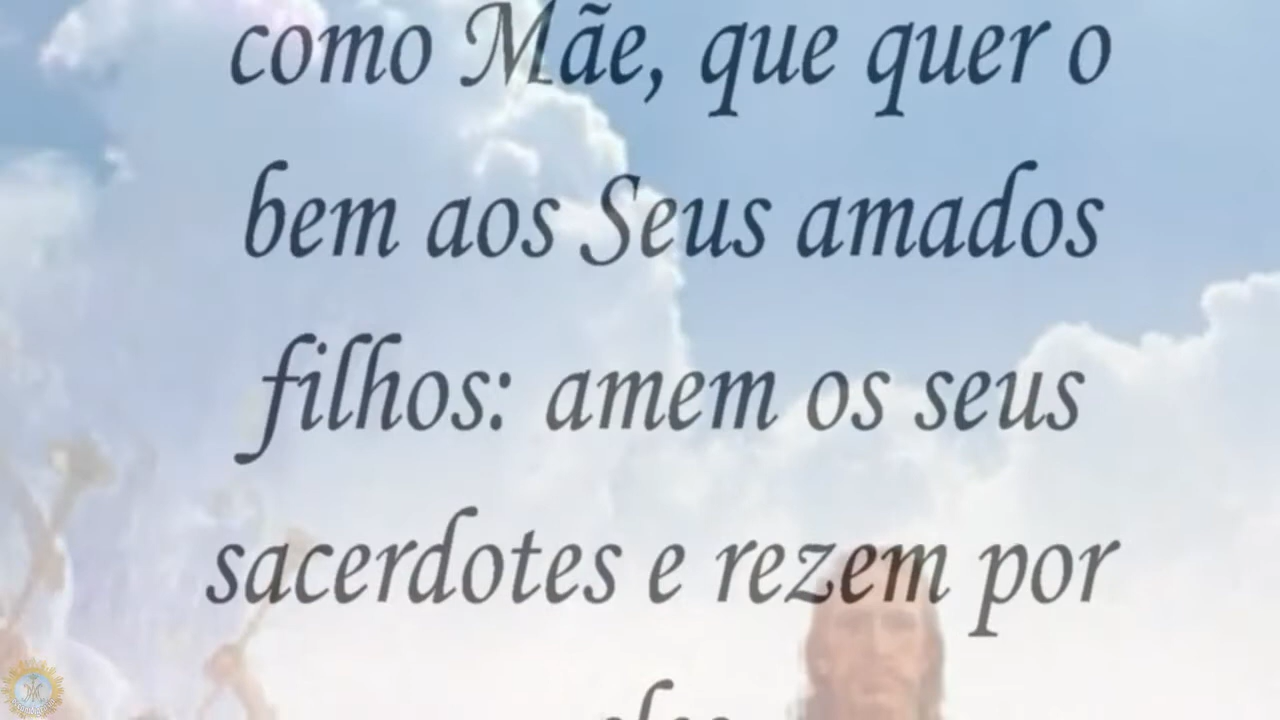 como Mãe, que quer o
bem aos Seus amados
filhos: amem os seus
sacerdotes e rezem por